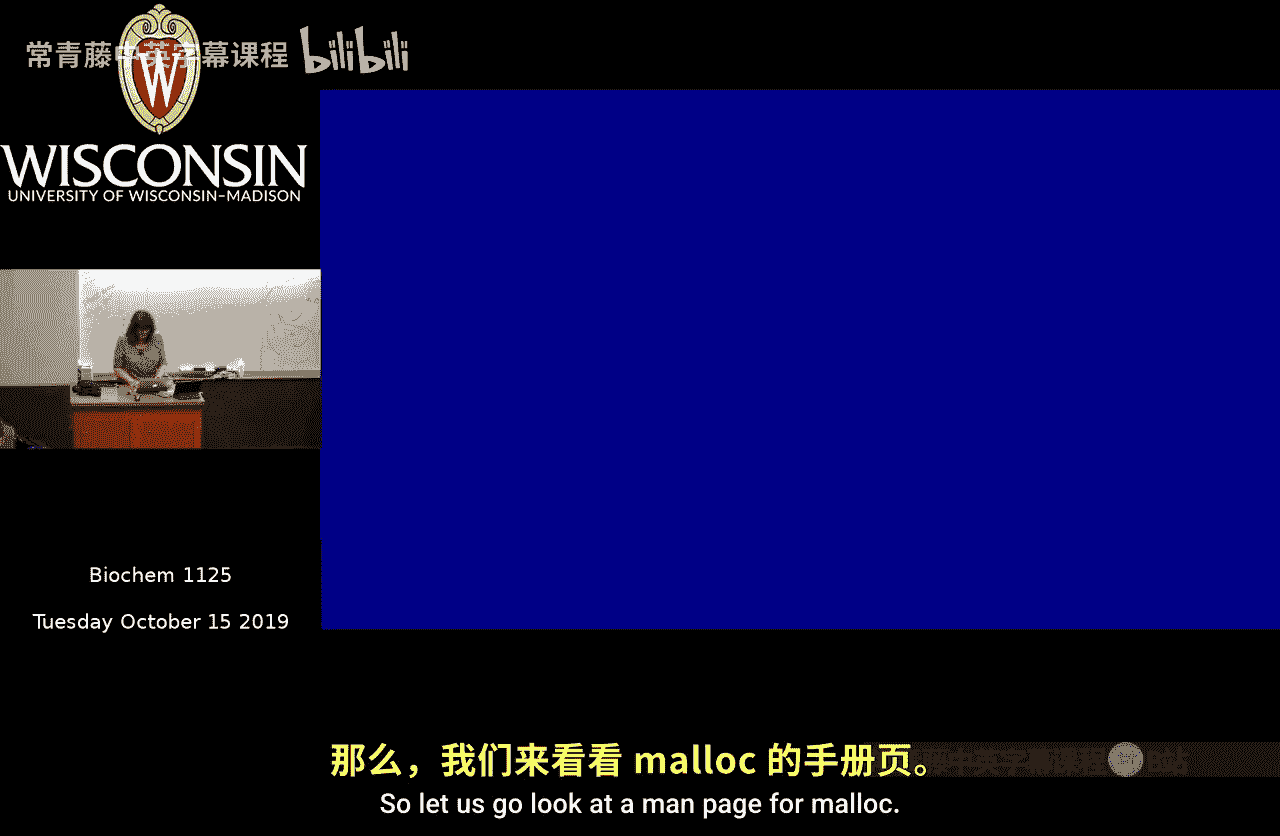 常青藤中英字幕课程 bilibili
W
WISCONSIN
UNIVERSITY OF WISCONSIN–MADISON
Biochem 1125
Tuesday October 15 2019
那么，我们来看看 malloc 的手册页。
So let us go look at a man page for malloc.